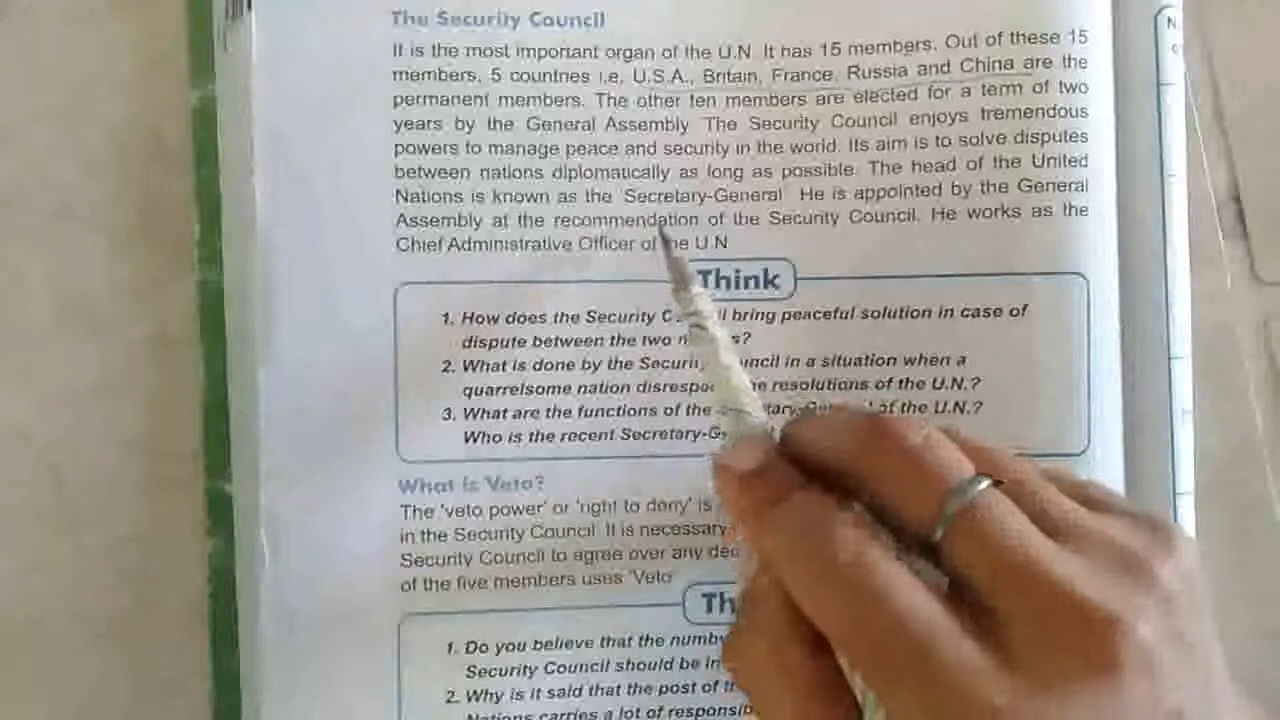 The Security Council
It is the most important organ of the U.N. It has 15 members. Out of these 15
members, 5 countries i.e. U.S.A., Britain, France, Russia and China are the
permanent members. The other ten members are elected for a term of two
years by the General Assembly. The Security Council enjoys tremendous
powers to manage peace and security in the world. Its aim is to solve disputes
between nations diplomatically as long as possible. The head of the United
Nations is known as the 'Secretary-General' He is appointed by the General
Assembly at the recommendation of the Security Council. He works as the
Chief Administrative Officer of the U.N
Think
1. How does the Security bring peaceful solution in case of
dispute between the two
2. What is done by the in a situation when a
quarrelsome nation resolutions of the U.N.?
3. What are the functions of the of the U.N.?
Who is the recent
What is Veto?
The 'veto power' or 'right to deny' is
in the Security Council. It is necessary
Security Council to agree over any
of the five members uses 'Veto'
1. Do you believe that the
Security Council should be
2. Why is it said that the post of
Nations carries a lot of